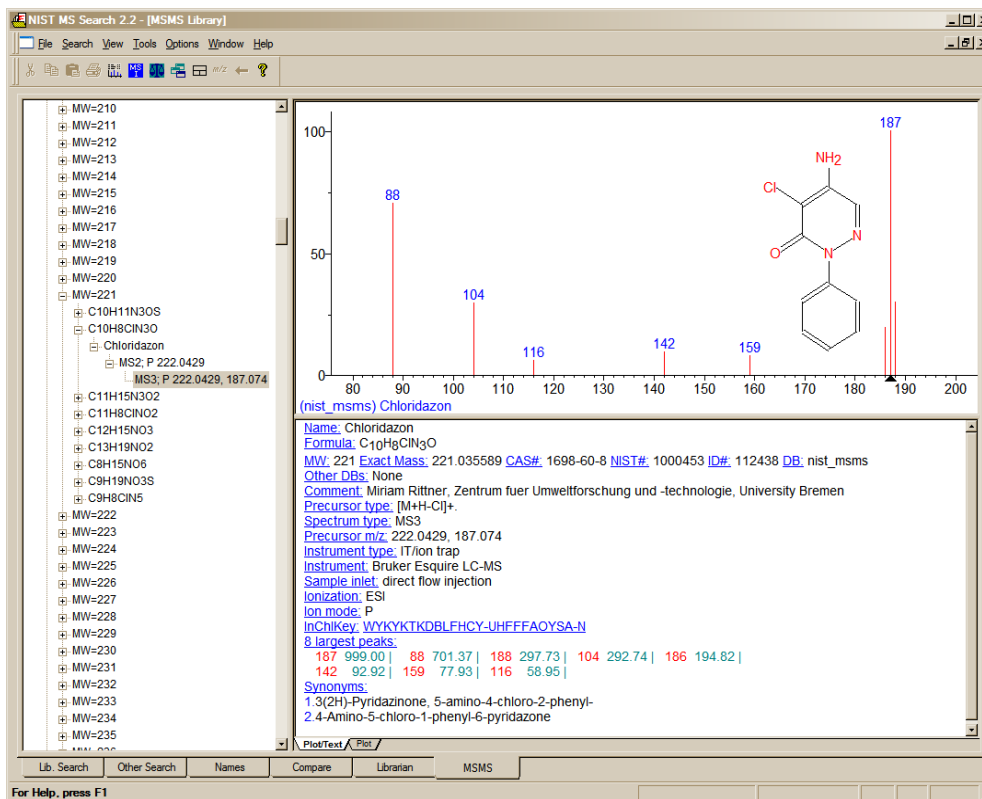 NIST MS Search 2.2 - [MSMS Library]
File Search View Tools Options Window Help
MW=210
MW=211
MW=212
MW=213
MW=214
MW=215
MW=216
MW=217
MW=218
MW=219
MW=220
MW=221
C10H11N3OS
C10H8ClN3O
Chloridazon
MS2; P 222.0429
MS3; P 222.0429, 187.074
C11H15N3O2
C11H8ClNO2
C12H15NO3
C13H19NO2
C8H15NO6
C9H19NO3S
C9H8ClN5
MW=222
MW=223
MW=224
MW=225
MW=226
MW=227
MW=228
MW=229
MW=230
MW=231
MW=232
MW=233
MW=234
MW=235
100
50
0
88
104
116
142
159
187
NH2
Cl
O
N
N
80 90 100 110 120 130 140 150 160 170 180 190 200
(nist_msms) Chloridazon
Name: Chloridazon
Formula: C10H8ClN3O
MW: 221 Exact Mass: 221.035589 CAS#: 1698-60-8 NIST#: 1000453 ID#: 112438 DB: nist_msms
Other DBs: None
Comment: Miriam Rittner, Zentrum fuer Umweltforschung und -technologie, University Bremen
Precursor type: [M+H-Cl]+.
Spectrum type: MS3
Precursor m/z: 222.0429, 187.074
Instrument type: IT/ion trap
Instrument: Bruker Esquire LC-MS
Sample inlet: direct flow injection
Ionization: ESI
Ion mode: P
InChIKey: WYKYKTKDBLFHCY-UHFFFAOYSA-N
8 largest peaks:
187 999.00 | 88 701.37 | 188 297.73 | 104 292.74 | 186 194.82 |
142 92.92 | 159 77.93 | 116 58.95 |
Synonyms:
1.3(2H)-Pyridazinone, 5-amino-4-chloro-2-phenyl-
2.4-Amino-5-chloro-1-phenyl-6-pyridazone
Plot/Text Plot
Lib. Search Other Search Names Compare Librarian MSMS
For Help, press F1